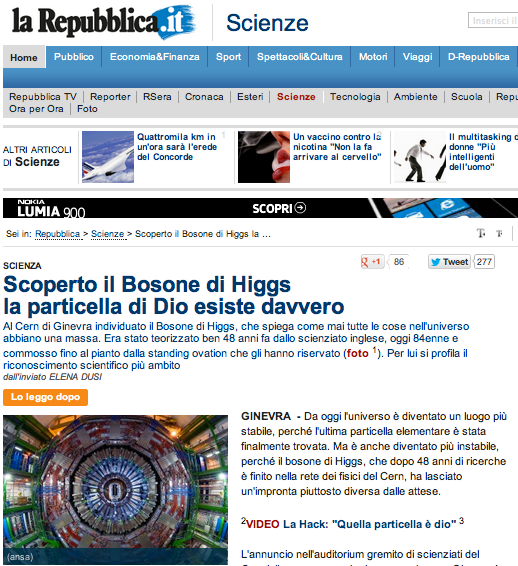 la Repubblica.it
Scienze
Inserisci il
Home Pubblico Economia&Finanza Sport Spettacoli&Cultura Motori Viaggi D-Repubblica
Repubblica TV Reporter RSera Cronaca Esteri Scienze Tecnologia Ambiente Scuola
Ora per Ora Foto
ALTRI ARTICOLI
DI Scienze
Quattromila km in
un'ora sarà l'erede
del Concorde
1
Un vaccino contro la
nicotina "Non la fa
arrivare al cervello"
Il multitasking d
donne "Più
intelligenti
dell'uomo"
NOKIA
LUMIA 900
SCOPRI
Sei in: Repubblica > Scienze > Scoperto il Bosone di Higgs la ...
T T
SCIENZA
g +1 86
Tweet 277
Scoperto il Bosone di Higgs
la particella di Dio esiste davvero
Al Cern di Ginevra individuato il Bosone di Higgs, che spiega come mai tutte le cose nell'universo
abbiano una massa. Era stato teorizzato ben 48 anni fa dallo scienziato inglese, oggi 84enne e
commosso fino al pianto dalla standing ovation che gli hanno riservato (foto 1). Per lui si profila il
riconoscimento scientifico più ambito
dall'inviato ELENA DUSI
Lo leggo dopo
(ansa)
GINEVRA - Da oggi l'universo è diventato un luogo più
stabile, perché l'ultima particella elementare è stata
finalmente trovata. Ma è anche diventato più instabile,
perché il bosone di Higgs, che dopo 48 anni di ricerche
è finito nella rete dei fisici del Cern, ha lasciato
un'impronta piuttosto diversa dalle attese.
2VIDEO La Hack: "Quella particella è dio" 3
L'annuncio nell'auditorium gremito di scienziati del